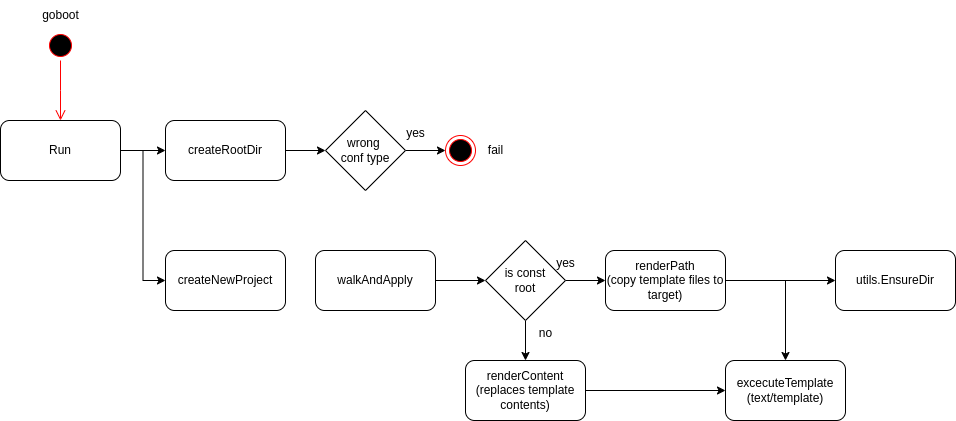 goboot
Run
createRootDir
wrong
conf type
yes
fail
createNewProject
walkAndApply
is const
root
yes
renderPath
(copy template files to
target)
utils.EnsureDir
no
renderContent
(replaces template
contents)
excecuteTemplate
(text/template)